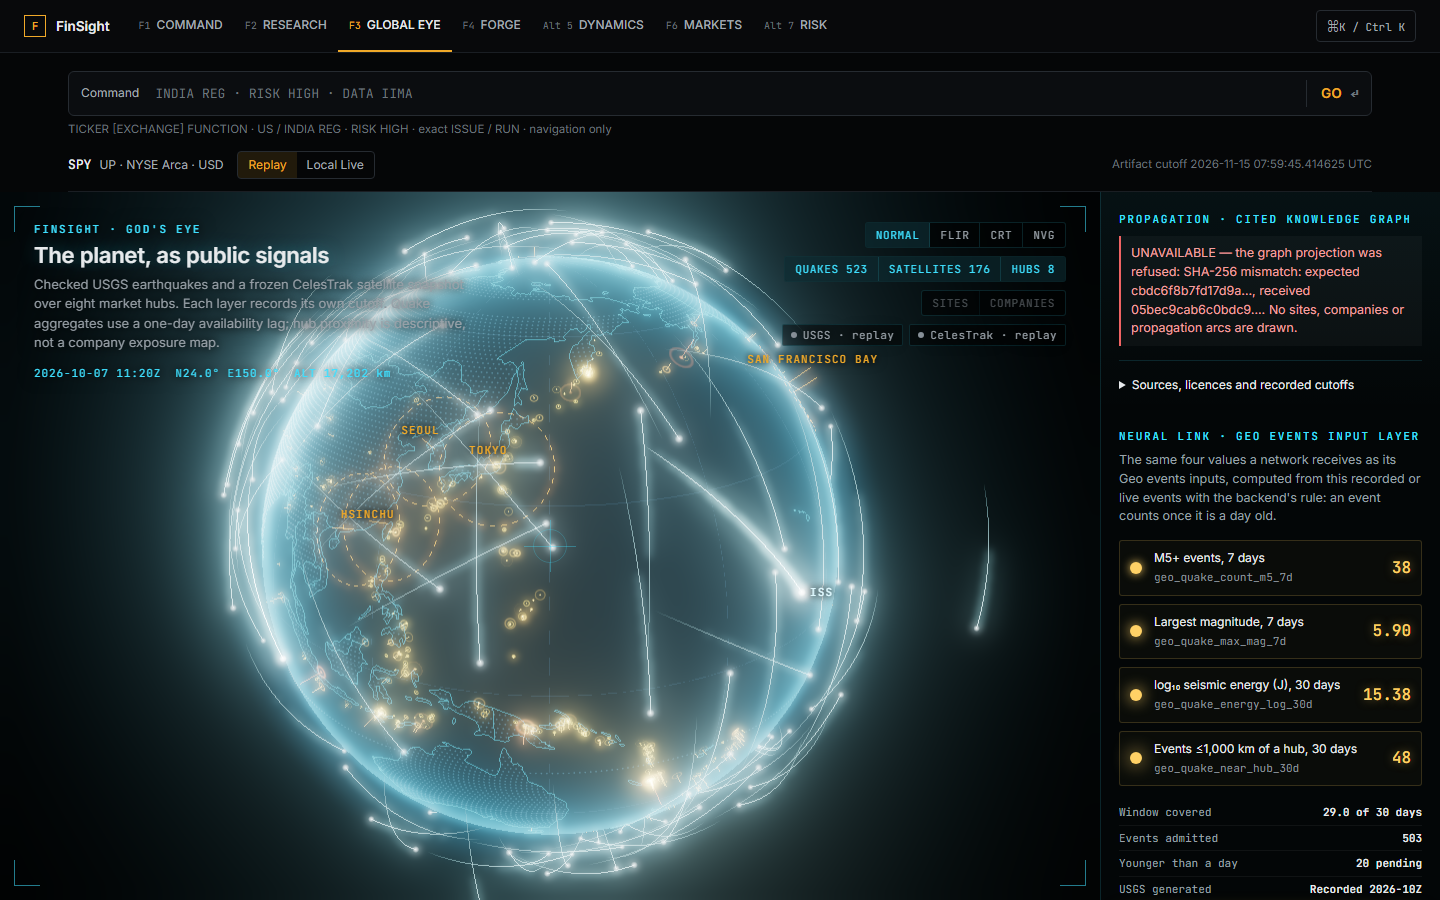 F FinSight F1 COMMAND F2 RESEARCH F3 GLOBAL EYE F4 FORGE Alt 5 DYNAMICS F6 MARKETS Alt 7 RISK ⌘K / Ctrl K
Command INDIA REG · RISK HIGH · DATA IIMA GO ↵
TICKER [EXCHANGE] FUNCTION · US / INDIA REG · RISK HIGH · exact ISSUE / RUN · navigation only
SPY UP · NYSE Arca · USD Replay Local Live Artifact cutoff 2026-11-15 07:59:45.414625 UTC
FINSIGHT · GOD'S EYE
The planet, as public signals
Checked USGS earthquakes and a frozen CelesTrak satellite
over eight market hubs. Each layer records its own
aggregates use a one-day availability lag; hub proximity is descriptive,
not a company exposure map.
2026-10-07 11:20Z N24.0° E150. ALT 202 km
NORMAL FLIR CRT NVG
QUAKES 523 SATELLITES 176 HUBS 8
SITES COMPANIES
USGS · replay CelesTrak · replay
SAN FRANCISCO BAY
SEOUL
TOKYO
HSINCHU
ISS
PROPAGATION · CITED KNOWLEDGE GRAPH
UNAVAILABLE — the graph projection was
refused: SHA-256 mismatch: expected
cbdc6f8b7fd17d9a…, received
05bec9cab6c0bdc9…. No sites, companies or
propagation arcs are drawn.
▶ Sources, licences and recorded cutoffs
NEURAL LINK · GEO EVENTS INPUT LAYER
The same four values a network receives as its
Geo events inputs, computed from this recorded or
live events with the backend's rule: an event
counts once it is a day old.
M5+ events, 7 days 38
geo_quake_count_m5_7d
Largest magnitude, 7 days 5.90
geo_quake_max_mag_7d
log₁₀ seismic energy (J), 30 days 15.38
geo_quake_energy_log_30d
Events ≤1,000 km of a hub, 30 days 48
geo_quake_near_hub_30d
Window covered 29.0 of 30 days
Events admitted 503
Younger than a day 20 pending
USGS generated Recorded 2026-10Z